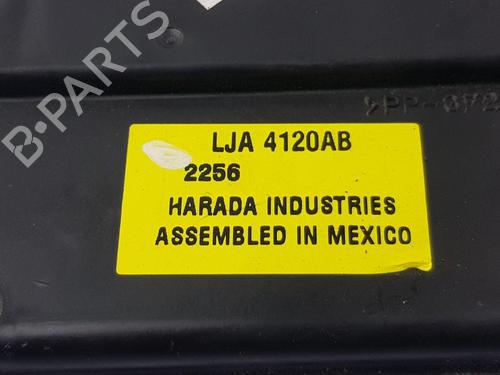 B-PARTS
LJA 4120AB
2256
HARADA INDUSTRIES
ASSEMBLED IN MEXICO